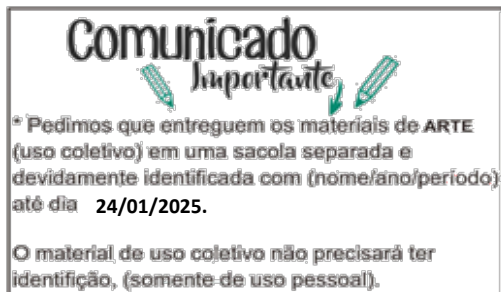 Comunicado
Importante
* Pedimos que entreguem os materiais de ARTE
(uso coletivo) em uma sacola separada e
devidamente identificada com (nome/ano/período)
até dia 24/01/2025.
O material de uso coletivo não precisará ter
identifição, (somente de uso pessoal).